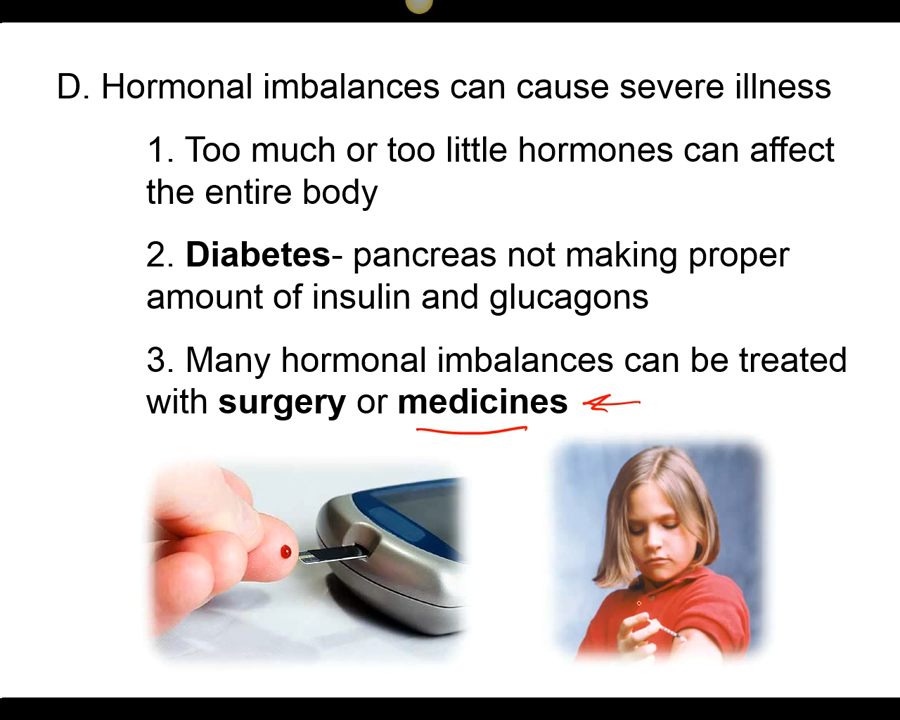 D. Hormonal imbalances can cause severe illness
1. Too much or too little hormones can affect
the entire body
2. Diabetes- pancreas not making proper
amount of insulin and glucagons
3. Many hormonal imbalances can be treated
with surgery or medicines